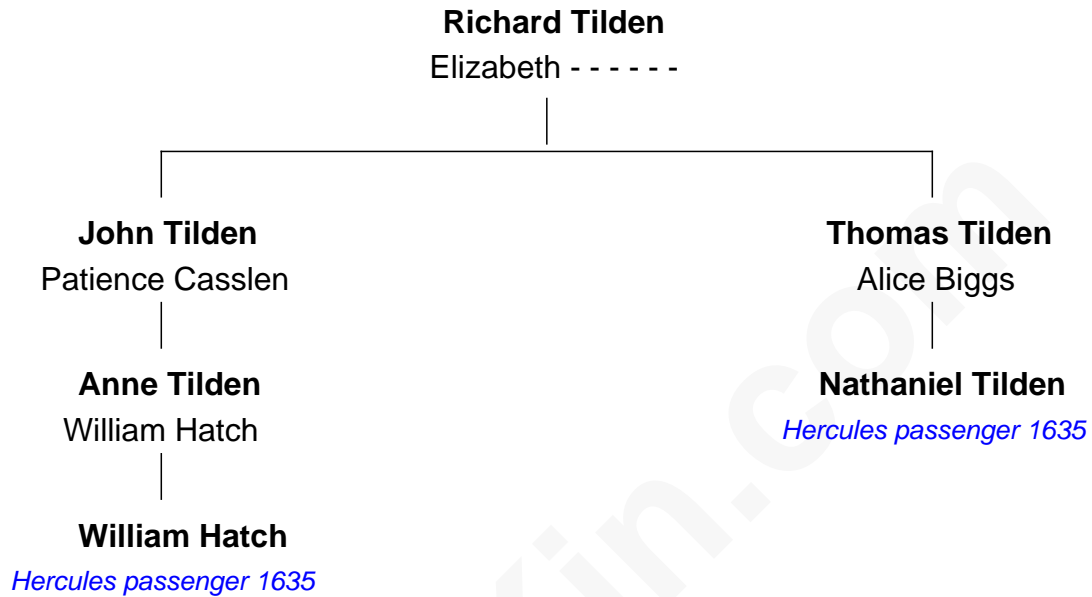 Richard Tilden
Elizabeth - - - - - -
John Tilden
Patience Casslen
Thomas Tilden
Alice Biggs
Anne Tilden
William Hatch
Nathaniel Tilden
Hercules passenger 1635
William Hatch
Hercules passenger 1635